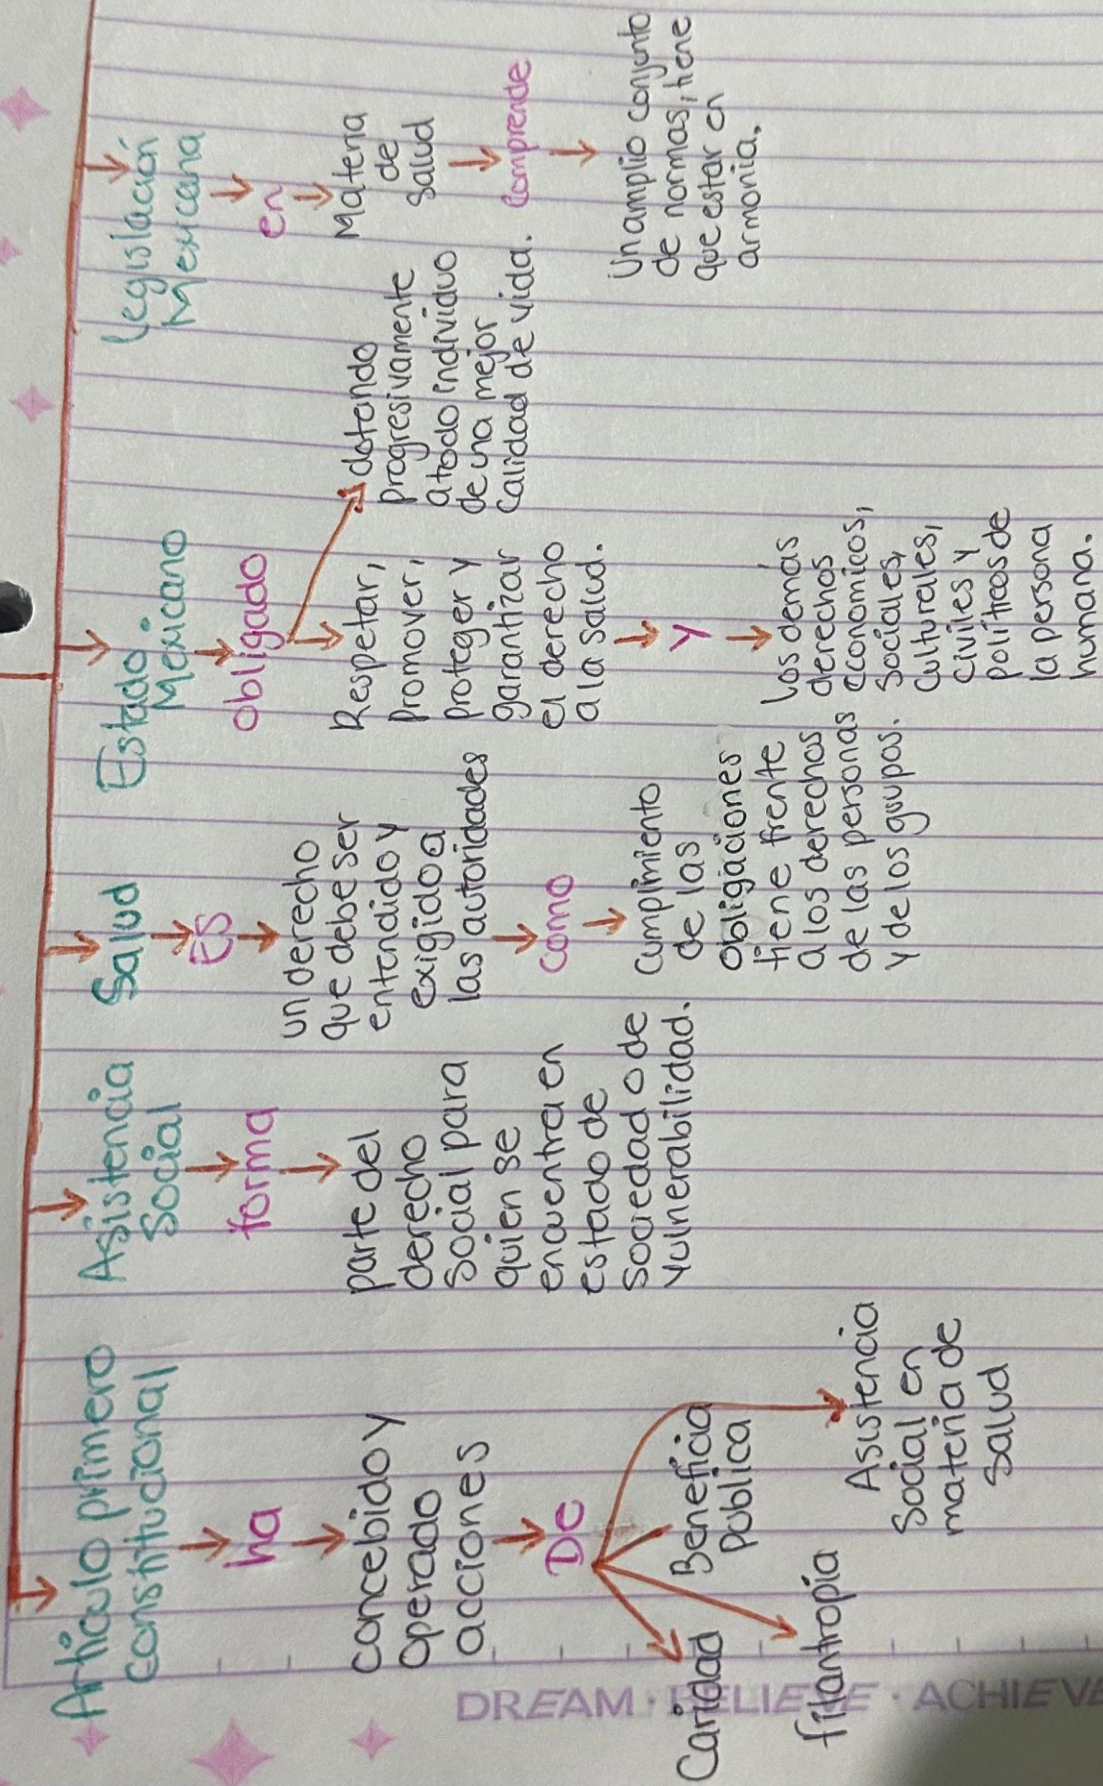 Artículo primero
constitucional
ha
concebido y
operado
acciones
De
Caridad
filantropía
Beneficia
Publica
Asistencia
Social en
materia de
Salud
Asistencia
Social
forma
parte del
derecho
Social para
quien se
encuentra en
estado de
Sociedad o de
vulnerabilidad.
Salud
Es
un derecho
que debe ser
entendido y
exigido a
las autoridades
como
cumplimiento
de las
obligaciones
tiene frente
a los derechos
de las personas
y de los grupos.
Estado
Mexicano
obligado
Respetar,
promover,
proteger y
garantizar
el derecho
a la salud.
y
los demás
derechos
económicos,
Sociales,
Culturales,
civiles y
políticos de
la persona
humana.
dotando
progresivamente
a todo individuo
de una mejor
calidad de vida.
legislación
Mexicana
en
Materia
de
Salud
Comprende
Un amplio conjunto
de normas, tiene
que estar en
armonia.
DREAM · BELIEVE · ACHIEVE